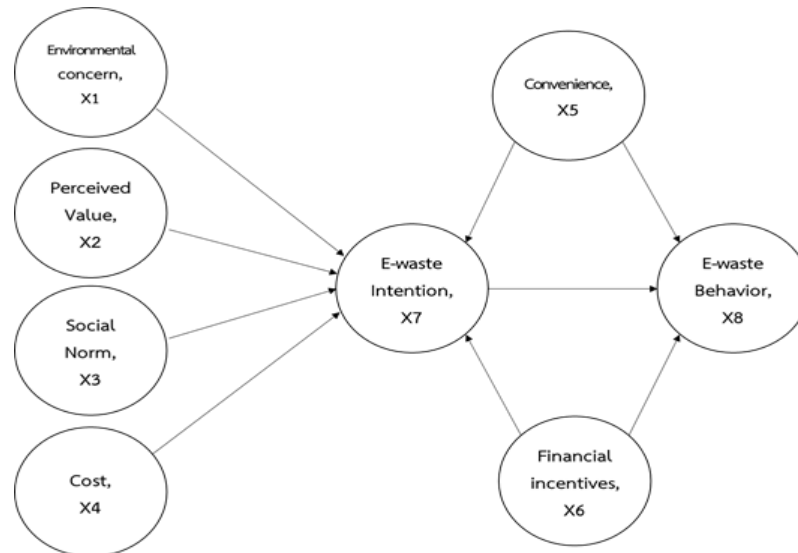 Environmental
concern,
X1
Perceived
Value,
X2
Social
Norm,
X3
Cost,
X4
E-waste
Intention,
X7
Convenience,
X5
Financial
incentives,
X6
E-waste
Behavior,
X8